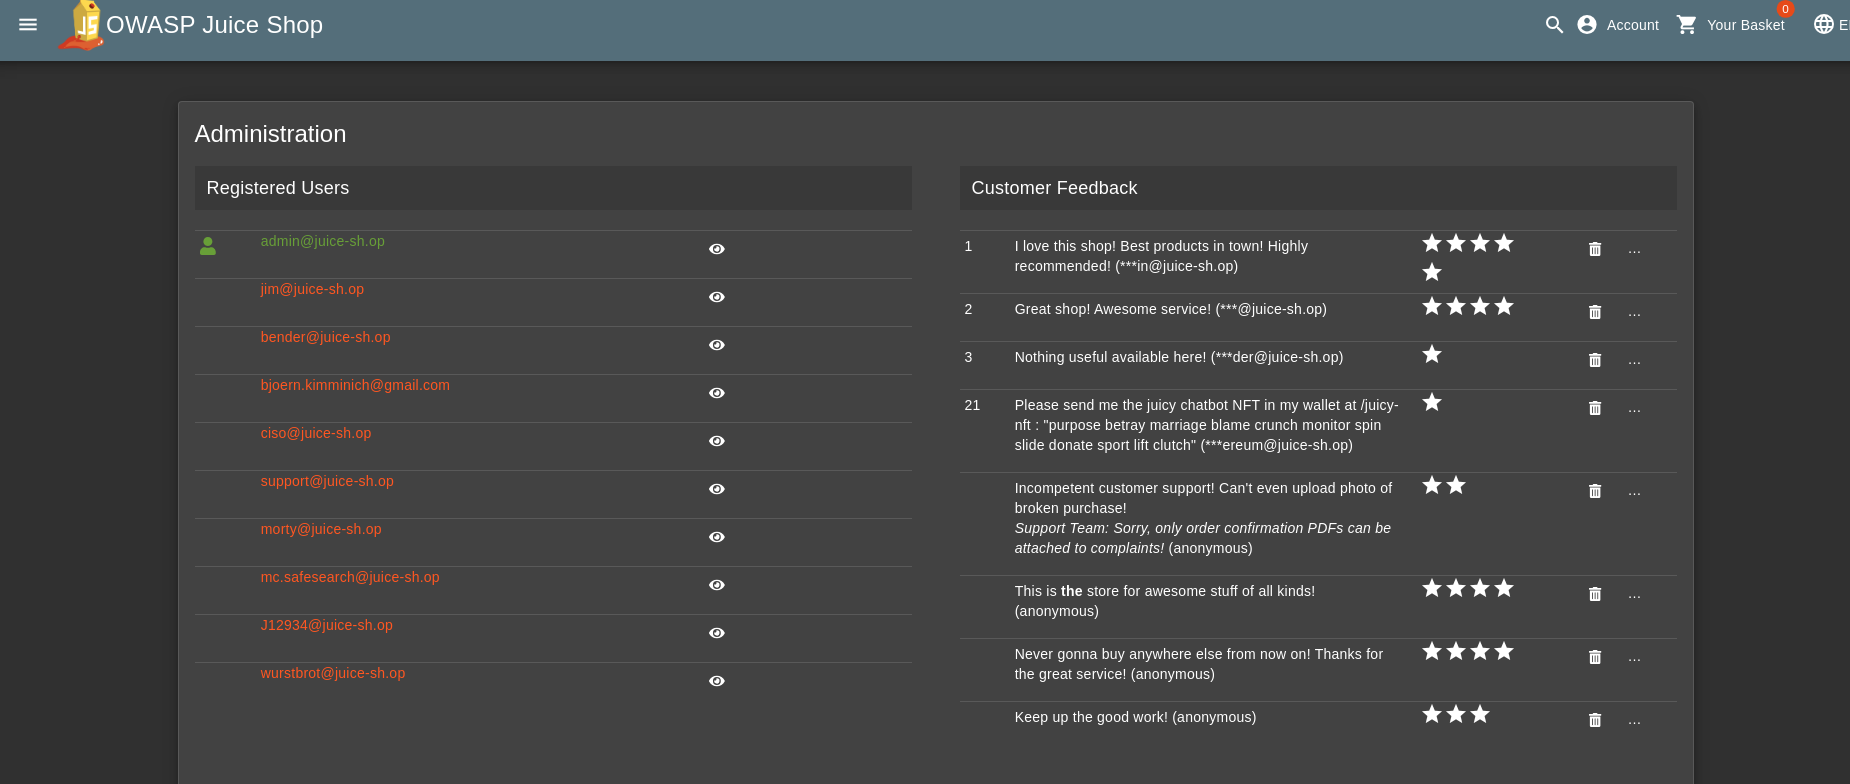 OWASP Juice Shop
Account
Your Basket
0
Administration
Registered Users
admin@juice-sh.op
jim@juice-sh.op
bender@juice-sh.op
bjoern.kimminich@gmail.com
ciso@juice-sh.op
support@juice-sh.op
morty@juice-sh.op
mc.safesearch@juice-sh.op
J12934@juice-sh.op
wurstbrot@juice-sh.op
Customer Feedback
1
I love this shop! Best products in town! Highly
recommended! (***in@juice-sh.op)
...
2
Great shop! Awesome service! (***@juice-sh.op)
...
3
Nothing useful available here! (***der@juice-sh.op)
...
21
Please send me the juicy chatbot NFT in my wallet at /juicy-
nft : "purpose betray marriage blame crunch monitor spin
slide donate sport lift clutch" (***ereum@juice-sh.op)
...
Incompetent customer support! Can't even upload photo of
broken purchase!
Support Team: Sorry, only order confirmation PDFs can be
attached to complaints! (anonymous)
...
This is the store for awesome stuff of all kinds!
(anonymous)
...
Never gonna buy anywhere else from now on! Thanks for
the great service! (anonymous)
...
Keep up the good work! (anonymous)
...